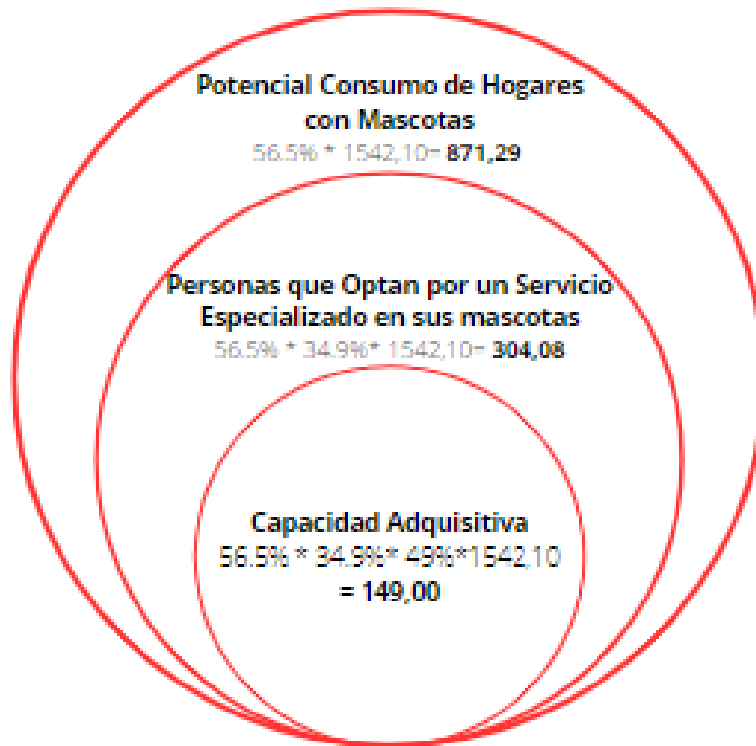 Potencial Consumo de Hogares
con Mascotas
56.5% * 1542,10= 871,29
Personas que Optan por un Servicio
Especializado en sus mascotas
56.5% * 34.9%* 1542,10= 304,08
Capacidad Adquisitiva
56.5% * 34.9%* 49%*1542,10
= 149,00